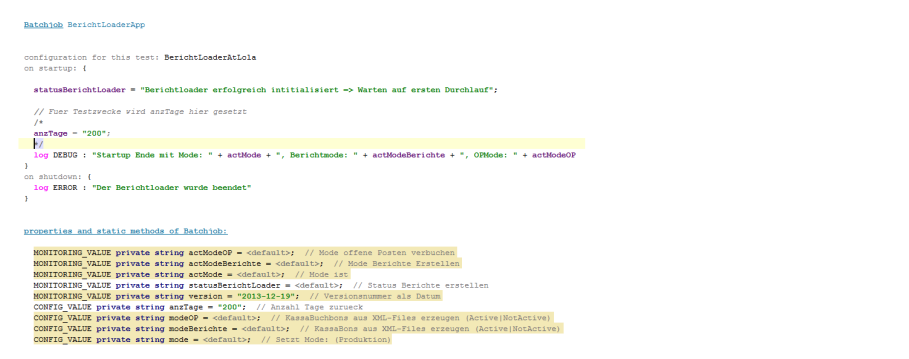 Batchjob BerichtLoaderApp
configuration for this test: BerichtLoaderAtLola
on startup: {
statusBerichtLoader = "Berichtloader erfolgreich intitialisiert => Warten auf ersten Durchlauf";
// Fuer Testzwecke wird anzTage hier gesetzt
/*
anzTage = "200";
*/
log DEBUG : "Startup Ende mit Mode: " + actMode + ", Berichtmode: " + actModeBerichte + ", OPMode: " + actModeOP
}
on shutdown: {
log ERROR : "Der Berichtloader wurde beendet"
}
properties and static methods of Batchjob:
MONITORING_VALUE private string actModeOP = <default>; // Mode offene Posten verbuchen
MONITORING_VALUE private string actModeBerichte = <default>; // Mode Berichte Erstellen
MONITORING_VALUE private string actMode = <default>; // Mode ist
MONITORING_VALUE private string statusBerichtLoader = <default>; // Status Berichte erstellen
MONITORING_VALUE private string version = "2013-12-19"; // Versionsnummer als Datum
CONFIG_VALUE private string anzTage = "200"; // Anzahl Tage zurueck
CONFIG_VALUE private string modeOP = <default>; // KassaBuchbons aus XML-Files erzeugen (Active|NotActive)
CONFIG_VALUE private string modeBerichte = <default>; // KassaBons aus XML-Files erzeugen (Active|NotActive)
CONFIG_VALUE private string mode = <default>; // Setzt Mode: (Produktion)